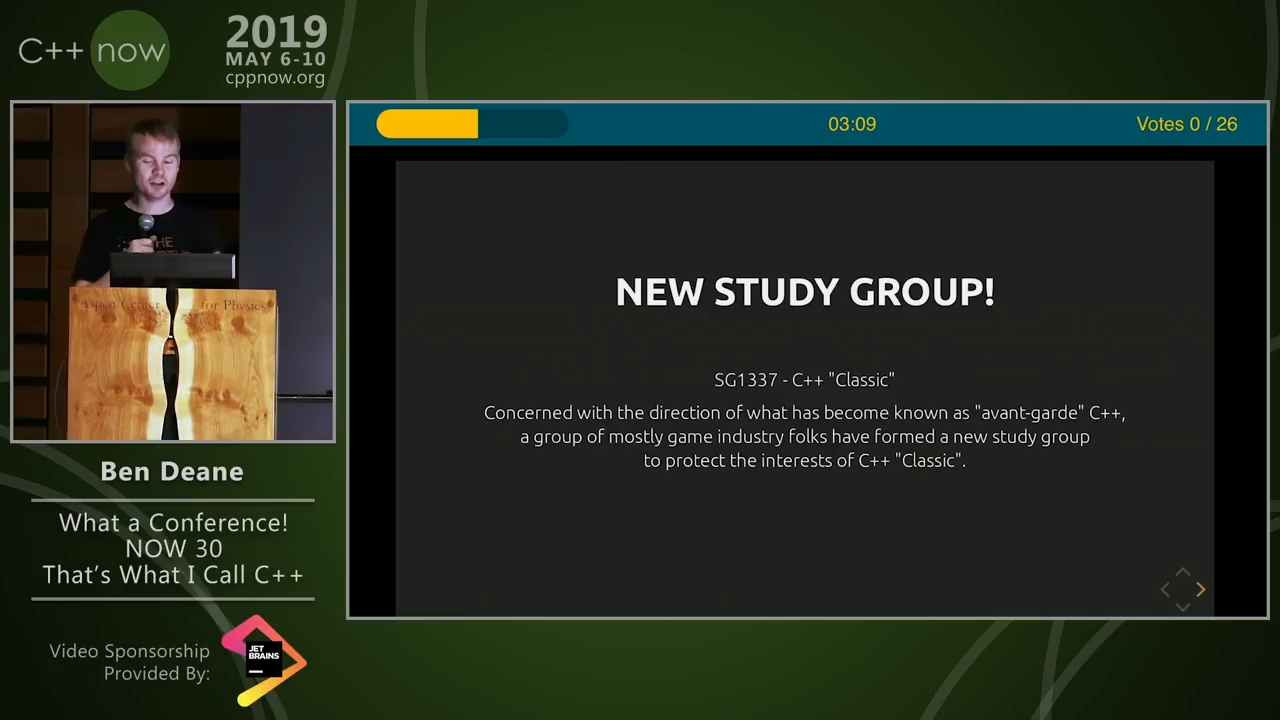 C++ now
2019
MAY 6-10
cppnow.org
03:09
Votes 0 / 26
NEW STUDY GROUP!
SG1337 - C++ "Classic"
Concerned with the direction of what has become known as "avant-garde" C++,
a group of mostly game industry folks have formed a new study group
to protect the interests of C++ "Classic".
THE
Aspen Center for Physics
Ben Deane
What a Conference!
NOW 30
That's What I Call C++
Video Sponsorship
Provided By:
JET
BRAINS